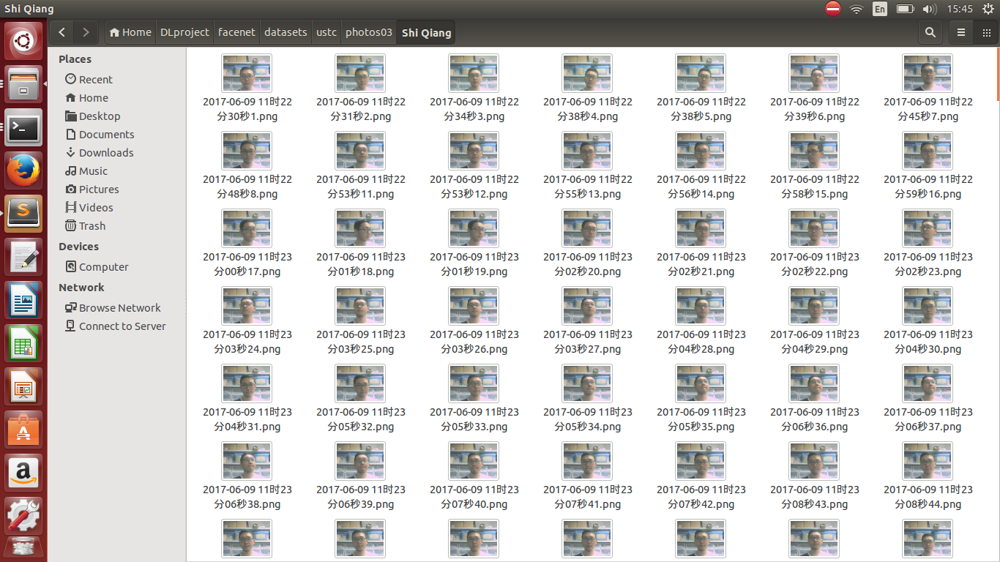 Shi Qiang
En
15:45
Home
DLproject
facenet
datasets
ustc
photos03
Shi Qiang
Places
Recent
Home
Desktop
Documents
Downloads
Music
Pictures
Videos
Trash
Devices
Computer
Network
Browse Network
Connect to Server
2017-06-09 11时22
分30秒1.png
2017-06-09 11时22
分31秒2.png
2017-06-09 11时22
分34秒3.png
2017-06-09 11时22
分38秒4.png
2017-06-09 11时22
分38秒5.png
2017-06-09 11时22
分39秒6.png
2017-06-09 11时22
分45秒7.png
2017-06-09 11时22
分48秒8.png
2017-06-09 11时22
分53秒11.png
2017-06-09 11时22
分53秒12.png
2017-06-09 11时22
分55秒13.png
2017-06-09 11时22
分56秒14.png
2017-06-09 11时22
分58秒15.png
2017-06-09 11时22
分59秒16.png
2017-06-09 11时23
分00秒17.png
2017-06-09 11时23
分01秒18.png
2017-06-09 11时23
分01秒19.png
2017-06-09 11时23
分02秒20.png
2017-06-09 11时23
分02秒21.png
2017-06-09 11时23
分02秒22.png
2017-06-09 11时23
分02秒23.png
2017-06-09 11时23
分03秒24.png
2017-06-09 11时23
分03秒25.png
2017-06-09 11时23
分03秒26.png
2017-06-09 11时23
分03秒27.png
2017-06-09 11时23
分04秒28.png
2017-06-09 11时23
分04秒29.png
2017-06-09 11时23
分04秒30.png
2017-06-09 11时23
分04秒31.png
2017-06-09 11时23
分05秒32.png
2017-06-09 11时23
分05秒33.png
2017-06-09 11时23
分05秒34.png
2017-06-09 11时23
分05秒35.png
2017-06-09 11时23
分06秒36.png
2017-06-09 11时23
分06秒37.png
2017-06-09 11时23
分06秒38.png
2017-06-09 11时23
分06秒39.png
2017-06-09 11时23
分07秒40.png
2017-06-09 11时23
分07秒41.png
2017-06-09 11时23
分07秒42.png
2017-06-09 11时23
分08秒43.png
2017-06-09 11时23
分08秒44.png